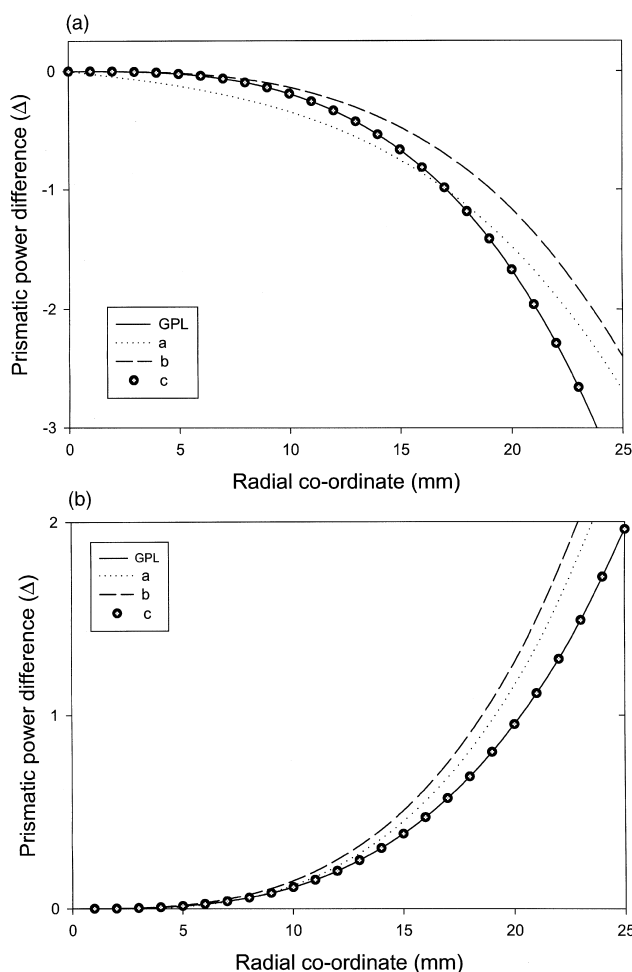 (a)
0
-1
-2
-3
Prismatic power difference (Δ)
GPL
a
b
c
0 5 10 15 20 25
Radial co-ordinate (mm)
(b)
2
1
0
Prismatic power difference (Δ)
GPL
a
b
c
0 5 10 15 20 25
Radial co-ordinate (mm)